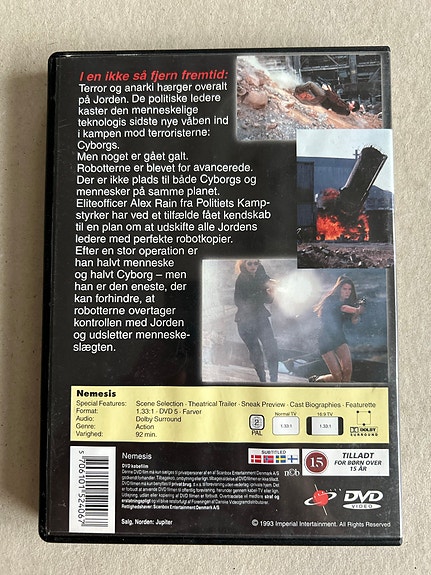 I en ikke så fjern fremtid:
Terror og anarki hærger overalt
på Jorden. De politiske ledere
kaster den menneskelige
teknologis sidste nye våben ind
i kampen mod terroristerne:
Cyborgs.
Men noget er gået galt.
Robotterne er blevet for avancerede.
Der er ikke plads til både Cyborgs og
mennesker på samme planet.
Eliteofficer Alex Rain fra Politiets Kamp-
styrker har ved et tilfælde fået kendskab
til en plan om at udskifte alle Jordens
ledere med perfekte robotkopier.
Efter en stor operation er
han halvt menneske
og halvt Cyborg – men
han er den eneste, der
kan forhindre, at
robotterne overtager
kontrollen med Jorden
og udsletter menneske-
slægten.
Nemesis
Special Features: Scene Selection · Theatrical Trailer · Sneak Preview · Cast Biographies · Featurette
Format: 1.33:1 · DVD 5 · Farver
Audio: Dolby Surround
Genre: Action
Varighed: 92 min.
2
PAL
Normal TV
1.33:1
16:9 TV
1.33:1
DOLBY
SURROUND
5 708101 524067
Nemesis
DVD købefilm
Salg, Norden: Jupiter
SUBTITLED
ncb
15
TILLADT
FOR BØRN OVER
15 ÅR
DVD
VIDEO
© 1993 Imperial Intertainment. All Rights Reserved